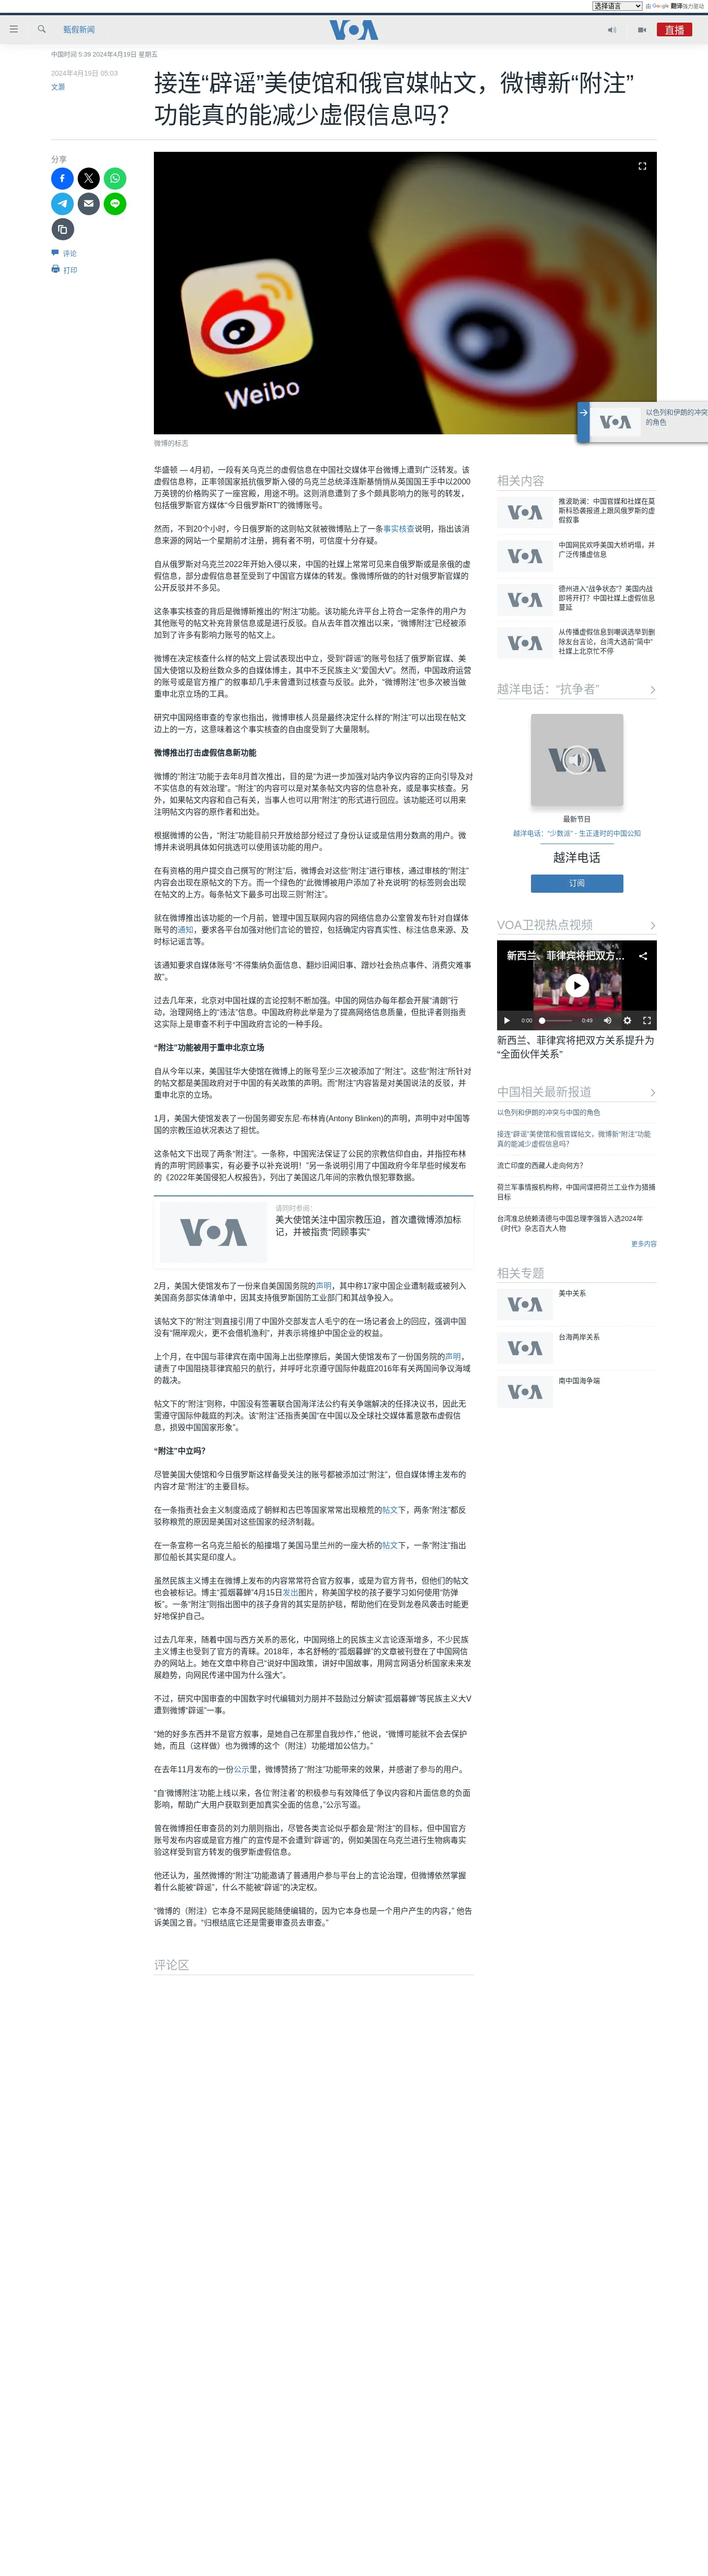 选择语言
由 Google 翻译强力驱动
甄假新闻
VOA
直播
中国时间 5:39 2024年4月19日 星期五
2024年4月19日 05:03
文灏
接连“辟谣”美使馆和俄官媒帖文，微博新“附注”
功能真的能减少虚假信息吗？
分享
评论
打印
Weibo
微博的标志
以色列和伊朗的冲突
的角色
华盛顿 — 4月初，一段有关乌克兰的虚假信息在中国社交媒体平台微博上遭到广泛转发。该
虚假信息称，正率领国家抵抗俄罗斯入侵的乌克兰总统泽连斯基悄悄从英国国王手中以2000
万英镑的价格购买了一座宫殿，用途不明。这则消息遭到了多个颇具影响力的账号的转发，
包括俄罗斯官方媒体“今日俄罗斯RT”的微博账号。
然而，不到20个小时，今日俄罗斯的这则帖文就被微博贴上了一条事实核查说明，指出该消
息来源的网站一个星期前才注册，拥有者不明，可信度十分存疑。
自从俄罗斯对乌克兰2022年开始入侵以来，中国的社媒上常常可见来自俄罗斯或是亲俄的虚
假信息，部分虚假信息甚至受到了中国官方媒体的转发。像微博所做的的针对俄罗斯官媒的
公开反驳并不多见。
这条事实核查的背后是微博新推出的“附注”功能。该功能允许平台上符合一定条件的用户为
其他账号的帖文补充背景信息或是进行反驳。自从去年首次推出以来，“微博附注”已经被添
加到了许多有影响力账号的帖文上。
微博在决定核查什么样的帖文上尝试表现出中立，受到“辟谣”的账号包括了俄罗斯官媒、美
国大使馆以及粉丝数众多的自媒体博主，其中不乏民族主义“爱国大V”。然而，中国政府运营
的账号或是官方推广的叙事却几乎未曾遭到过核查与反驳。此外，“微博附注”也多次被当做
重申北京立场的工具。
研究中国网络审查的专家也指出，微博审核人员是最终决定什么样的“附注”可以出现在帖文
边上的一方，这意味着这个事实核查的自由度受到了大量限制。
微博推出打击虚假信息新功能
微博的“附注”功能于去年8月首次推出，目的是“为进一步加强对站内争议内容的正向引导及对
不实信息的有效治理”。“附注”的内容可以是对某条帖文内容的信息补充，或是事实核查。另
外，如果帖文内容和自己有关，当事人也可以用“附注”的形式进行回应。该功能还可以用来
注明帖文内容的原作者和出处。
根据微博的公告，“附注”功能目前只开放给部分经过了身份认证或是信用分数高的用户。微
博并未说明具体如何挑选可以使用该功能的用户。
在有资格的用户提交自己撰写的“附注”后，微博会对这些“附注”进行审核，通过审核的“附注”
内容会出现在原帖文的下方。而一个绿色的“此微博被用户添加了补充说明”的标签则会出现
在帖文的上方。每条帖文下最多可出现三则“附注”。
就在微博推出该功能的一个月前，管理中国互联网内容的网络信息办公室曾发布针对自媒体
账号的通知，要求各平台加强对他们言论的管控，包括确定内容真实性、标注信息来源、及
时标记谣言等。
该通知要求自媒体账号“不得集纳负面信息、翻炒旧闻旧事、蹭炒社会热点事件、消费灾难事
故”。
过去几年来，北京对中国社媒的言论控制不断加强。中国的网信办每年都会开展“清朗”行
动，治理网络上的“违法”信息。中国政府称此举是为了提高网络信息质量，但批评者则指责
这实际上是审查不利于中国政府言论的一种手段。
“附注”功能被用于重申北京立场
自从今年以来，美国驻华大使馆在微博上的账号至少三次被添加了“附注”。这些“附注”所针对
的帖文都是美国政府对于中国的有关政策的声明。而“附注”内容皆是对美国说法的反驳，并
重申北京的立场。
1月，美国大使馆发表了一份国务卿安东尼·布林肯(Antony Blinken)的声明，声明中对中国等
国的宗教压迫状况表达了担忧。
这条帖文下出现了两条“附注”。一条称，中国宪法保证了公民的宗教信仰自由，并指控布林
肯的声明“罔顾事实，有必要予以补充说明！”另一条说明引用了中国政府今年早些时候发布
的《2022年美国侵犯人权报告》，列出了美国这几年间的宗教仇恨犯罪数据。
请同时参阅：
美大使馆关注中国宗教压迫，首次遭微博添加标
记，并被指责“罔顾事实”
2月，美国大使馆发布了一份来自美国国务院的声明，其中称17家中国企业遭制裁或被列入
美国商务部实体清单中，因其支持俄罗斯国防工业部门和其战争投入。
该帖文下的“附注”则直接引用了中国外交部发言人毛宁的在一场记者会上的回应，强调中国
没有“隔岸观火，更不会借机渔利”，并表示将维护中国企业的权益。
上个月，在中国与菲律宾在南中国海上出些摩擦后，美国大使馆发布了一份国务院的声明，
谴责了中国阻挠菲律宾船只的航行，并呼吁北京遵守国际仲裁庭2016年有关两国间争议海域
的裁决。
帖文下的“附注”则称，中国没有签署联合国海洋法公约有关争端解决的任择决议书，因此无
需遵守国际仲裁庭的判决。该“附注”还指责美国“在中国以及全球社交媒体蓄意散布虚假信
息，损毁中国国家形象”。
“附注”中立吗？
尽管美国大使馆和今日俄罗斯这样备受关注的账号都被添加过“附注”，但自媒体博主发布的
内容才是“附注”的主要目标。
在一条指责社会主义制度造成了朝鲜和古巴等国家常常出现粮荒的帖文下，两条“附注”都反
驳称粮荒的原因是美国对这些国家的经济制裁。
在一条宣称一名乌克兰船长的船撞塌了美国马里兰州的一座大桥的帖文下，一条“附注”指出
那位船长其实是印度人。
虽然民族主义博主在微博上发布的内容常常符合官方叙事，或是为官方背书，但他们的帖文
也会被标记。博主“孤烟暮蝉”4月15日发出图片，称美国学校的孩子要学习如何使用“防弹
板”。一条“附注”则指出图中的孩子身背的其实是防护毯，帮助他们在受到龙卷风袭击时能更
好地保护自己。
过去几年来，随着中国与西方关系的恶化，中国网络上的民族主义言论逐渐增多，不少民族
主义博主也受到了官方的青睐。2018年，本名舒畅的“孤烟暮蝉”的文章被刊登在了中国网信
办的网站上。她在文章中称自己“说好中国政策，讲好中国故事，用网言网语分析国家未来发
展趋势，向网民传递中国为什么强大”。
不过，研究中国审查的中国数字时代编辑刘力朋并不鼓励过分解读“孤烟暮蝉”等民族主义大V
遭到微博“辟谣”一事。
“她的好多东西并不是官方叙事，是她自己在那里自我炒作，” 他说，“微博可能就不会去保护
她，而且（这样做）也为微博的这个（附注）功能增加公信力。”
在去年11月发布的一份公示里，微博赞扬了“附注”功能带来的效果，并感谢了参与的用户。
“自‘微博附注’功能上线以来，各位‘附注者’的积极参与有效降低了争议内容和片面信息的负面
影响，帮助广大用户获取到更加真实全面的信息，”公示写道。
曾在微博担任审查员的刘力朋则指出，尽管各类言论似乎都会是“附注”的目标，但中国官方
账号发布内容或是官方推广的宣传是不会遭到“辟谣”的，例如美国在乌克兰进行生物病毒实
验这样受到官方转发的俄罗斯虚假信息。
他还认为，虽然微博的“附注”功能邀请了普通用户参与平台上的言论治理，但微博依然掌握
着什么能被“辟谣”，什么不能被“辟谣”的决定权。
“微博的（附注）它本身不是网民能随便编辑的，因为它本身也是一个用户产生的内容，” 他告
诉美国之音。“归根结底它还是需要审查员去审查。”
评论区
相关内容
推波助澜：中国官媒和社媒在莫
斯科恐袭报道上跟风俄罗斯的虚
假叙事
中国网民欢呼美国大桥坍塌，并
广泛传播虚信息
德州进入“战争状态”？美国内战
即将开打？中国社媒上虚假信息
蔓延
从传播虚假信息到嘲讽选举到删
除友台言论，台湾大选前“简中”
社媒上北京忙不停
越洋电话：“抗争者”
最新节目
越洋电话：“少数派” - 生正逢时的中国公知
越洋电话
订阅
VOA卫视热点视频
新西兰、菲律宾将把双方…
0:00
0:49
新西兰、菲律宾将把双方关系提升为
“全面伙伴关系”
中国相关最新报道
以色列和伊朗的冲突与中国的角色
接连“辟谣”美使馆和俄官媒帖文，微博新“附注”功能
真的能减少虚假信息吗？
流亡印度的西藏人走向何方？
荷兰军事情报机构称，中国间谍把荷兰工业作为猎捕
目标
台湾准总统赖清德与中国总理李强皆入选2024年
《时代》杂志百大人物
更多内容
相关专题
美中关系
台海两岸关系
南中国海争端